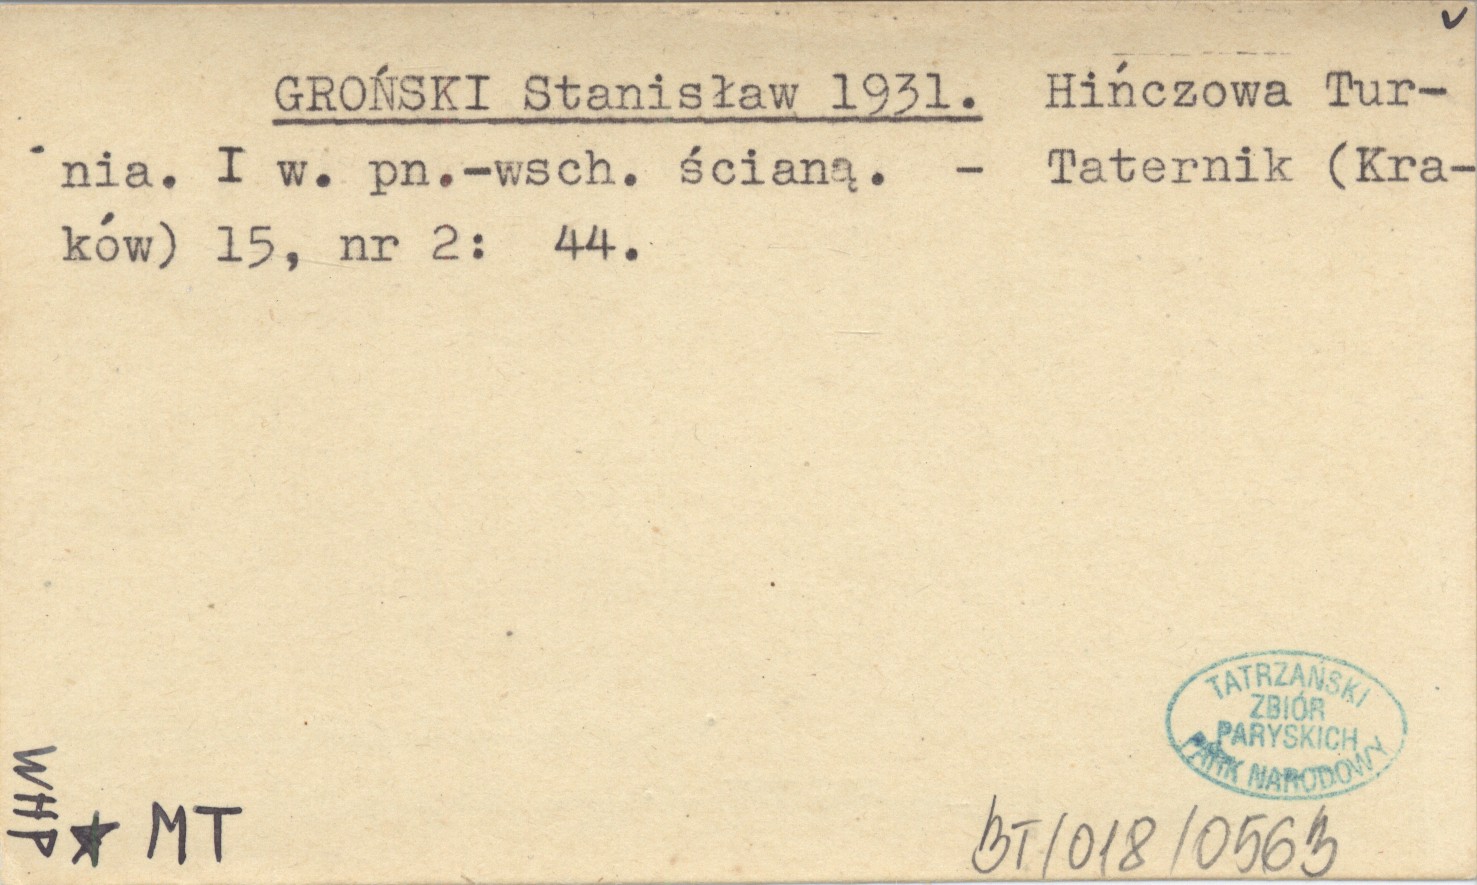 GROŃSKI Stanisław 1931. Hińczowa Tur-
nia. I w. pn.-wsch. ścianą. - Taternik (Kra-
ków) 15, nr 2: 44.
TATRZAŃSKI
ZBIÓR
PARYSKICH
PARK NARODOWY
WHP
★ MT
BT/018/0563